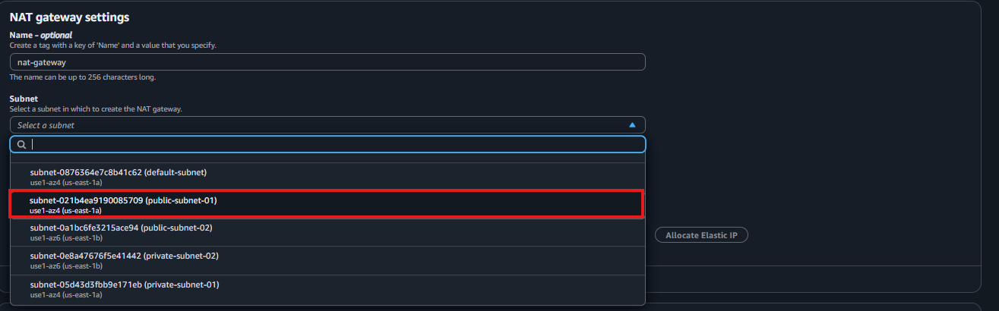 NAT gateway settings
Name – optional
Create a tag with a key of 'Name' and a value that you specify.
nat-gateway
The name can be up to 256 characters long.
Subnet
Select a subnet in which to create the NAT gateway.
Select a subnet
subnet-0876364e7c8b41c62 (default-subnet)
use1-az4 (us-east-1a)
subnet-021b4ea9190085709 (public-subnet-01)
use1-az4 (us-east-1a)
subnet-0a1bc6fe3215ace94 (public-subnet-02)
use1-az6 (us-east-1b)
Allocate Elastic IP
subnet-0e8a47676f5e41442 (private-subnet-02)
use1-az6 (us-east-1b)
subnet-05d43d3fbb9e171eb (private-subnet-01)
use1-az4 (us-east-1a)